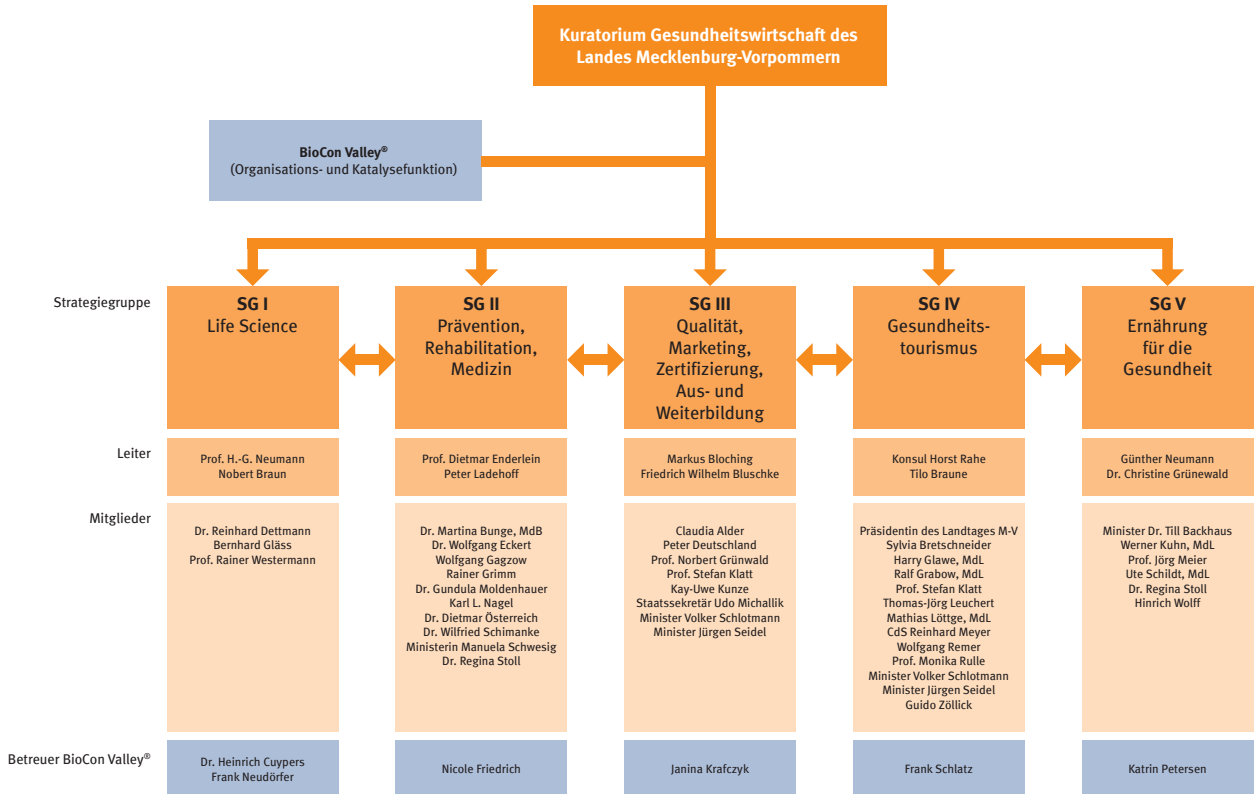 Kuratorium Gesundheitswirtschaft des
Landes Mecklenburg-Vorpommern
BioCon Valley®
(Organisations- und Katalysefunktion)
Strategiegruppe
SG I
Life Science
SG II
Prävention,
Rehabilitation,
Medizin
SG III
Qualität,
Marketing,
Zertifizierung,
Aus- und
Weiterbildung
SG IV
Gesundheits-
tourismus
SG V
Ernährung
für die
Gesundheit
Leiter
Prof. H.-G. Neumann
Nobert Braun
Prof. Dietmar Enderlein
Peter Ladehoff
Markus Bloching
Friedrich Wilhelm Bluschke
Konsul Horst Rahe
Tilo Braune
Günther Neumann
Dr. Christine Grünewald
Mitglieder
Dr. Reinhard Dettmann
Bernhard Gläss
Prof. Rainer Westermann
Dr. Martina Bunge, MdB
Dr. Wolfgang Eckert
Wolfgang Gagzow
Rainer Grimm
Dr. Gundula Moldenhauer
Karl L. Nagel
Dr. Dietmar Österreich
Dr. Wilfried Schimanke
Ministerin Manuela Schwesig
Dr. Regina Stoll
Claudia Alder
Peter Deutschland
Prof. Norbert Grünwald
Prof. Stefan Klatt
Kay-Uwe Kunze
Staatssekretär Udo Michallik
Minister Volker Schlotmann
Minister Jürgen Seidel
Präsidentin des Landtages M-V
Sylvia Bretschneider
Harry Glawe, MdL
Ralf Grabow, MdL
Prof. Stefan Klatt
Thomas-Jörg Leuchert
Mathias Löttge, MdL
CdS Reinhard Meyer
Wolfgang Remer
Prof. Monika Rulle
Minister Volker Schlotmann
Minister Jürgen Seidel
Guido Zöllick
Minister Dr. Till Backhaus
Werner Kuhn, MdL
Prof. Jörg Meier
Ute Schildt, MdL
Dr. Regina Stoll
Hinrich Wolff
Betreuer BioCon Valley®
Dr. Heinrich Cuypers
Frank Neudörfer
Nicole Friedrich
Janina Krafczyk
Frank Schlatz
Katrin Petersen